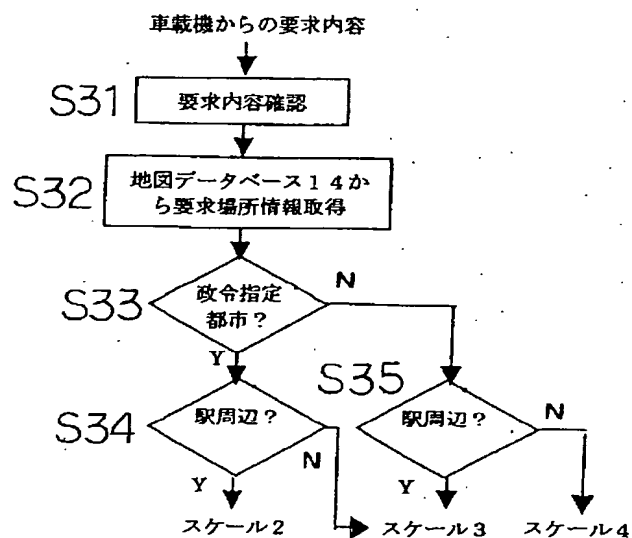 車載機からの要求内容
S31
要求内容確認
S32
地図データベース14か
ら要求場所情報取得
S33
政令指定
都市?
N
Y
S34
駅周辺?
N
Y
S35
駅周辺?
N
Y
スケール2
スケール3
スケール4